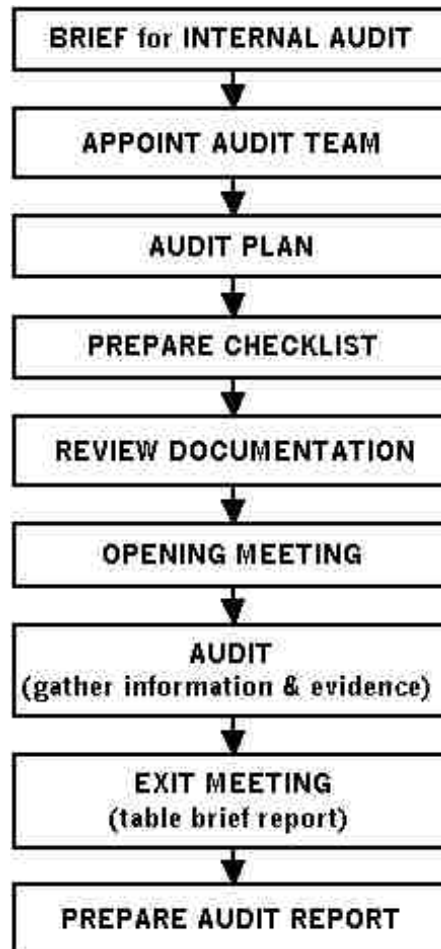 BRIEF for INTERNAL AUDIT
APPOINT AUDIT TEAM
AUDIT PLAN
PREPARE CHECKLIST
REVIEW DOCUMENTATION
OPENING MEETING
AUDIT
(gather information & evidence)
EXIT MEETING
(table brief report)
PREPARE AUDIT REPORT